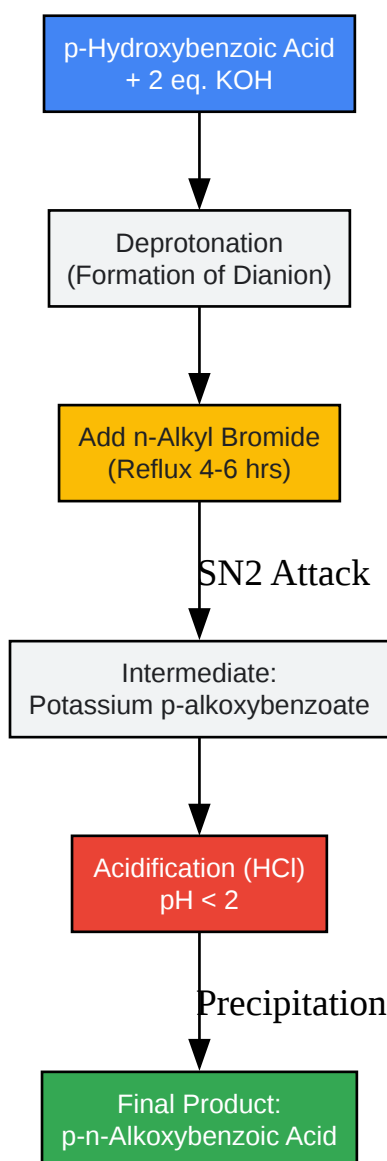 p-Hydroxybenzoic Acid
+ 2 eq. KOH
Deprotonation
(Formation of Dianion)
Add n-Alkyl Bromide
(Reflux 4-6 hrs)
SN2 Attack
Intermediate:
Potassium p-alkoxybenzoate
Acidification (HCl)
pH < 2
Precipitation
Final Product:
p-n-Alkoxybenzoic Acid